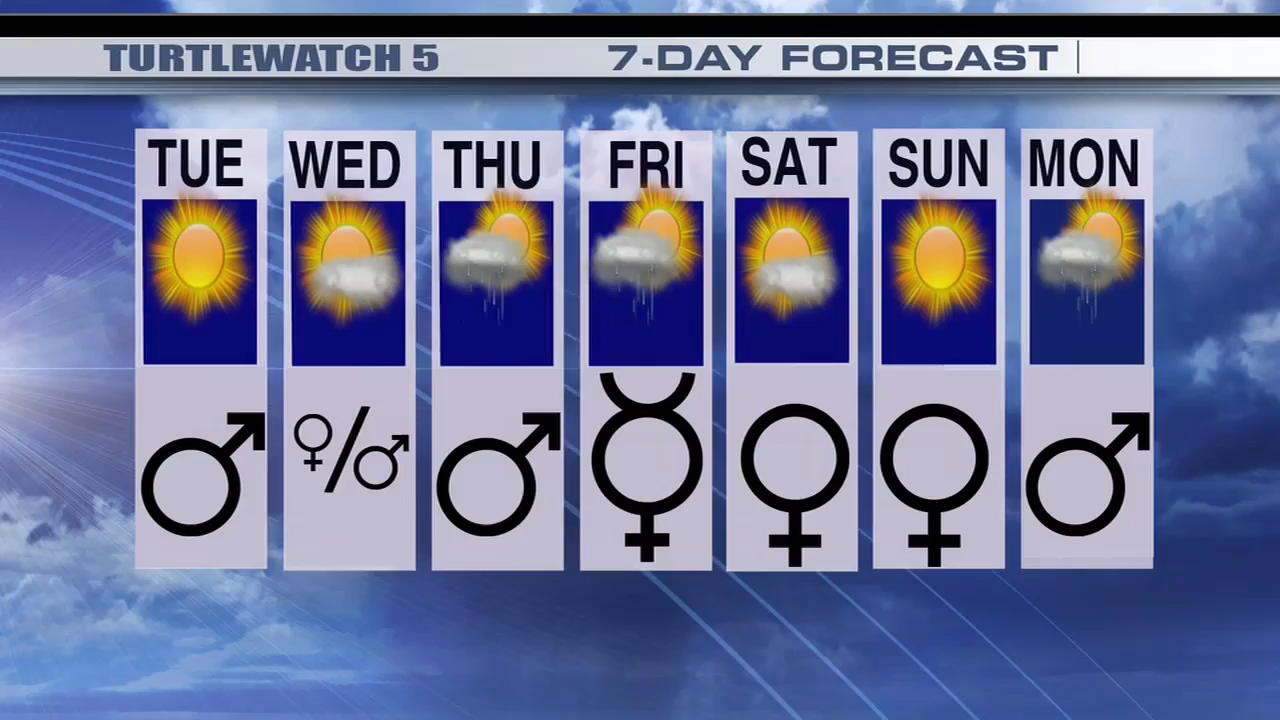 TURTLEWATCH 5 7-DAY FORECAST
TUE WED THU FRI SAT SUN MON
♂ ♀/♂ ♂ ☿ ♀ ♀ ♂